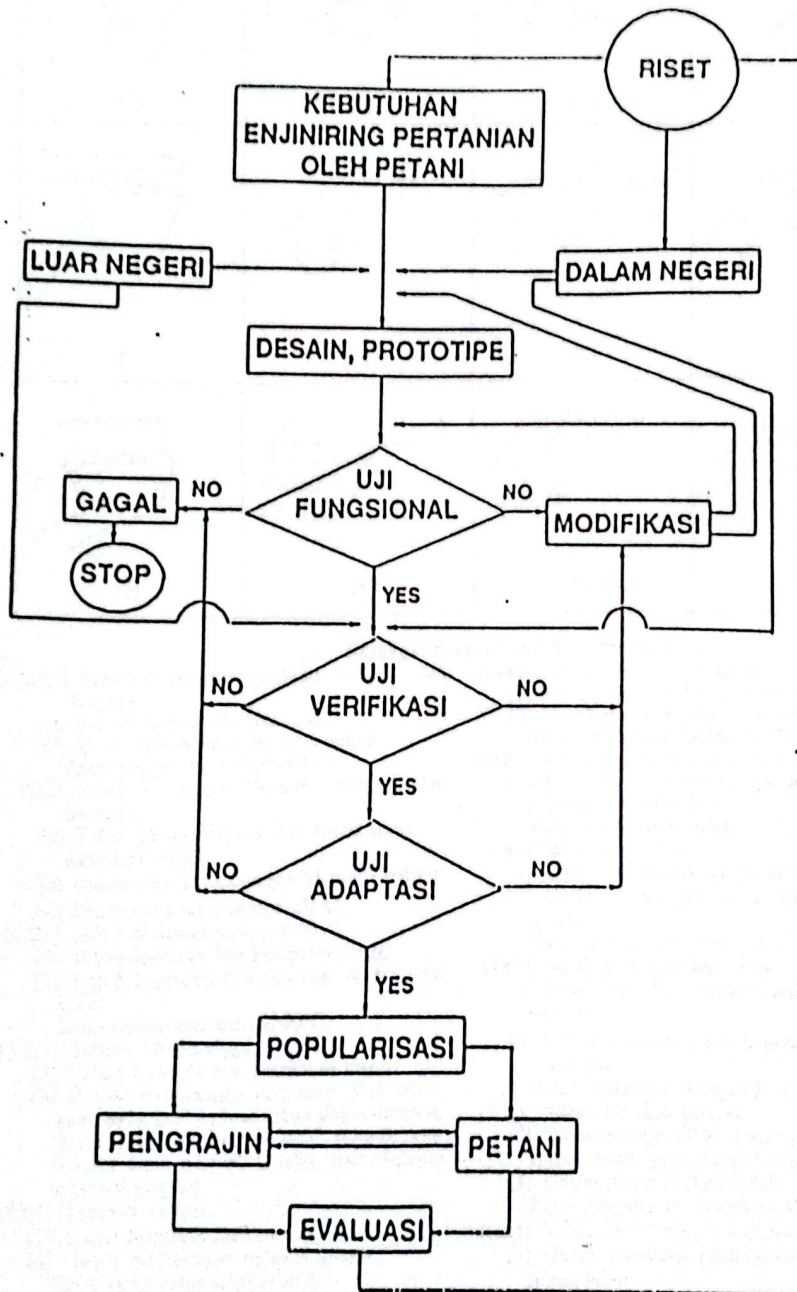 RISET
KEBUTUHAN
ENJINIRING PERTANIAN
OLEH PETANI
LUAR NEGERI
DALAM NEGERI
DESAIN, PROTOTIPE
UJI
FUNGSIONAL
NO
NO
GAGAL
MODIFIKASI
STOP
YES
UJI
VERIFIKASI
NO
NO
YES
UJI
ADAPTASI
NO
NO
YES
POPULARISASI
PENGRAJIN
PETANI
EVALUASI